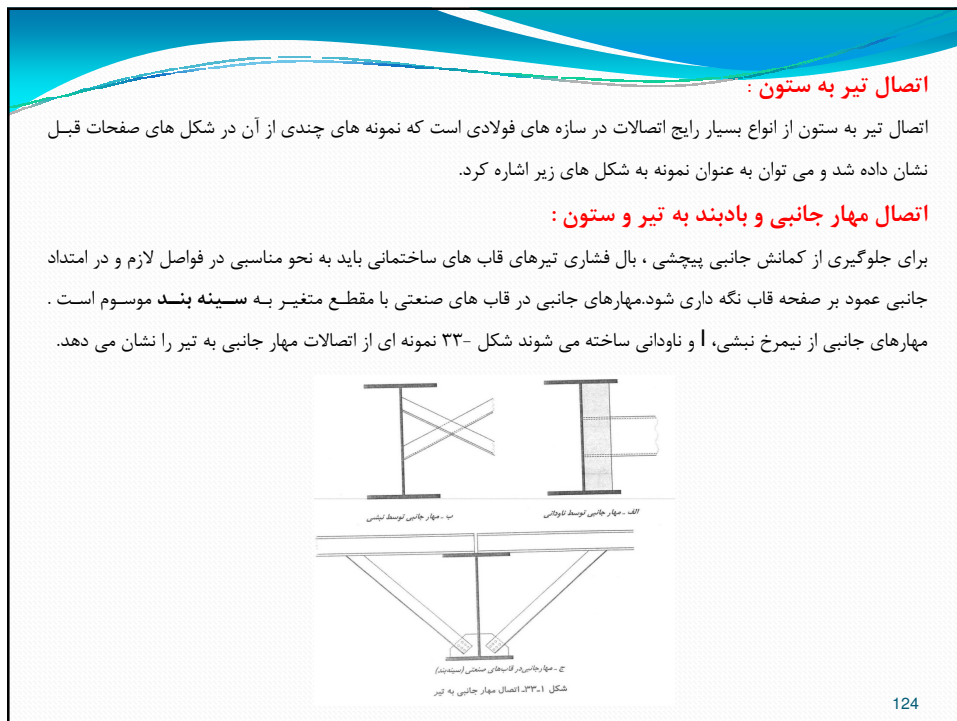 اتصال تیر به ستون :
اتصال تیر به ستون از انواع بسیار رایج اتصالات در سازه های فولادی است که نمونه های چندی از آن در شکل های صفحات قبل
نشان داده شد و می توان به عنوان نمونه به شکل های زیر اشاره کرد.
اتصال مهار جانبی و بادبند به تیر و ستون :
برای جلوگیری از کمانش جانبی پیچشی ، بال فشاری تیرهای قاب های ساختمانی باید به نحو مناسبی در فواصل لازم و در امتداد
جانبی عمود بر صفحه قاب نگه داری شود.مهارهای جانبی در قاب های صنعتی با مقطع متغیر به سینه بند موسوم است .
مهارهای جانبی از نیمرخ نبشی، I و ناودانی ساخته می شوند شکل -۳۳ نمونه ای از اتصالات مهار جانبی به تیر را نشان می دهد.
الف ـ مهار جانبی توسط ناودانی
ب ـ مهار جانبی توسط نبشی
ج ـ مهارجانبی‌در قاب‌های صنعتی (سینه‌بند)
شکل ۱ـ۳۳ـ اتصال مهار جانبی به تیر
124